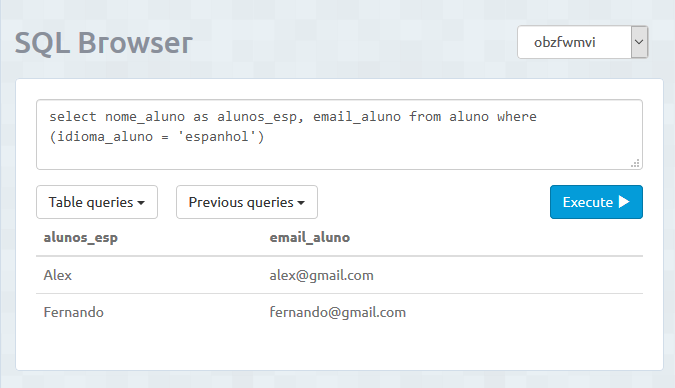 SQL Browser
obzfwmvi
select nome_aluno as alunos_esp, email_aluno from aluno where
(idioma_aluno = 'espanhol')
Table queries
Previous queries
Execute
alunos_esp email_aluno
Alex alex@gmail.com
Fernando fernando@gmail.com